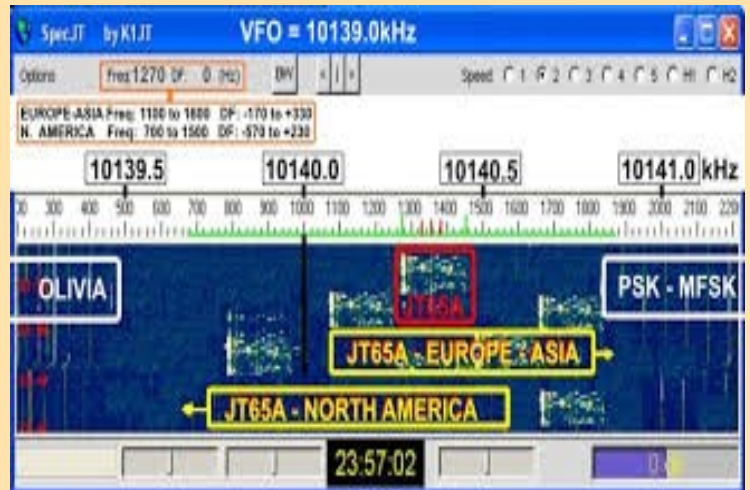 SpecJT by K1JT VFO = 10139.0kHz
Options Freq: 1270 DF: 0 (Hz) BW < | > Speed: 1 2 3 4 5 H1 H2
EUROPE-ASIA Freq: 1100 to 1600 DF: -170 to +330
N. AMERICA Freq: 700 to 1500 DF: -570 to +230
10139.5 10140.0 10140.5 10141.0 kHz
300 400 500 600 700 800 900 1000 1100 1200 1300 1400 1500 1600 1700 1800 1900 2000 2100
OLIVIA JT65A PSK - MFSK
JT65A - EUROPE - ASIA
JT65A - NORTH AMERICA
23:57:02